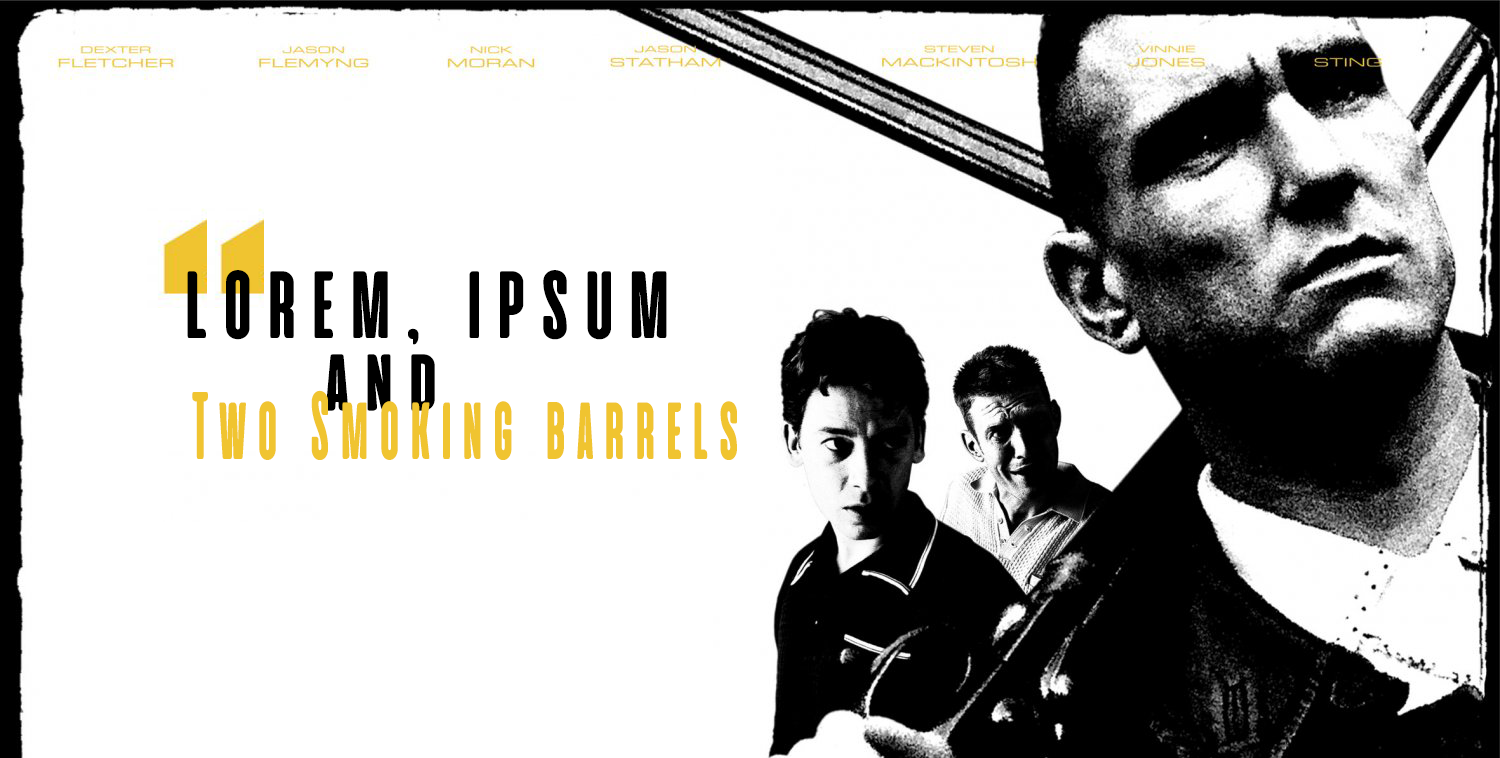 DEXTER FLETCHER JASON FLEMYNG NICK MORAN JASON STATHAM STEVEN MACKINTOSH VINNIE JONES STING
"LOREM, IPSUM
AND
TWO SMOKING BARRELS